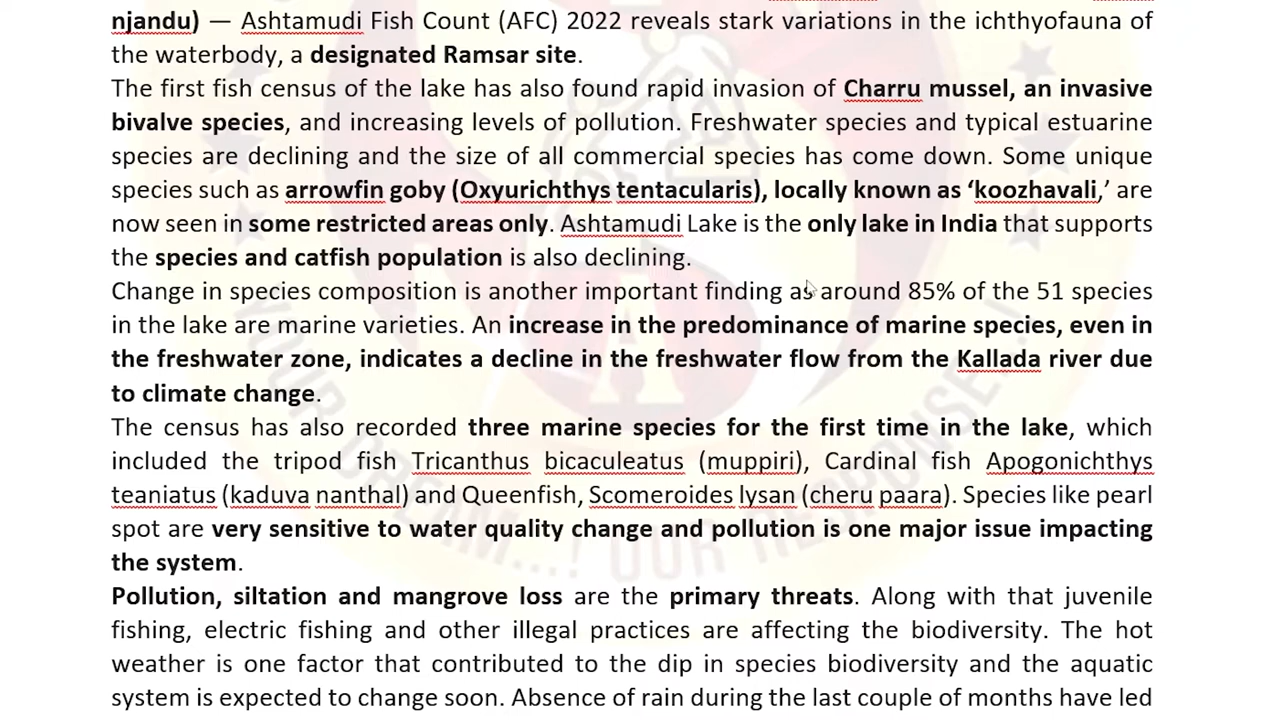 njandu) — Ashtamudi Fish Count (AFC) 2022 reveals stark variations in the ichthyofauna of
the waterbody, a designated Ramsar site.
The first fish census of the lake has also found rapid invasion of Charru mussel, an invasive
bivalve species, and increasing levels of pollution. Freshwater species and typical estuarine
species are declining and the size of all commercial species has come down. Some unique
species such as arrowfin goby (Oxyurichthys tentacularis), locally known as ‘koozhavali,’ are
now seen in some restricted areas only. Ashtamudi Lake is the only lake in India that supports
the species and catfish population is also declining.
Change in species composition is another important finding as around 85% of the 51 species
in the lake are marine varieties. An increase in the predominance of marine species, even in
the freshwater zone, indicates a decline in the freshwater flow from the Kallada river due
to climate change.
The census has also recorded three marine species for the first time in the lake, which
included the tripod fish Tricanthus bicaculeatus (muppiri), Cardinal fish Apogonichthys
teaniatus (kaduva nanthal) and Queenfish, Scomeroides lysan (cheru paara). Species like pearl
spot are very sensitive to water quality change and pollution is one major issue impacting
the system.
Pollution, siltation and mangrove loss are the primary threats. Along with that juvenile
fishing, electric fishing and other illegal practices are affecting the biodiversity. The hot
weather is one factor that contributed to the dip in species biodiversity and the aquatic
system is expected to change soon. Absence of rain during the last couple of months have led
YOUR DREAM...! OUR RESPONSE!
A